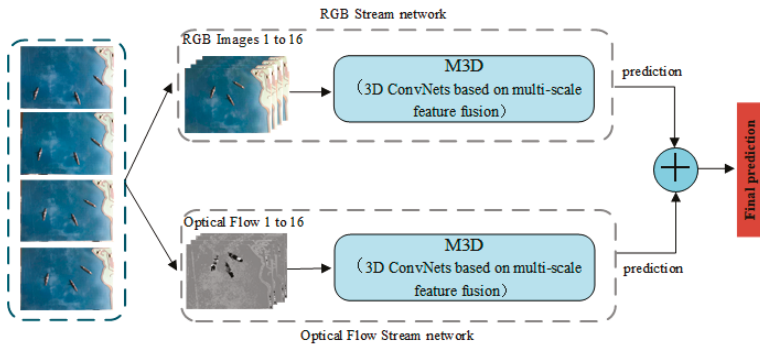 RGB Stream network
RGB Images 1 to 16
M3D
（3D ConvNets based on multi-scale
feature fusion）
prediction
Final prediction
Optical Flow 1 to 16
M3D
（3D ConvNets based on multi-scale
feature fusion）
prediction
Optical Flow Stream network